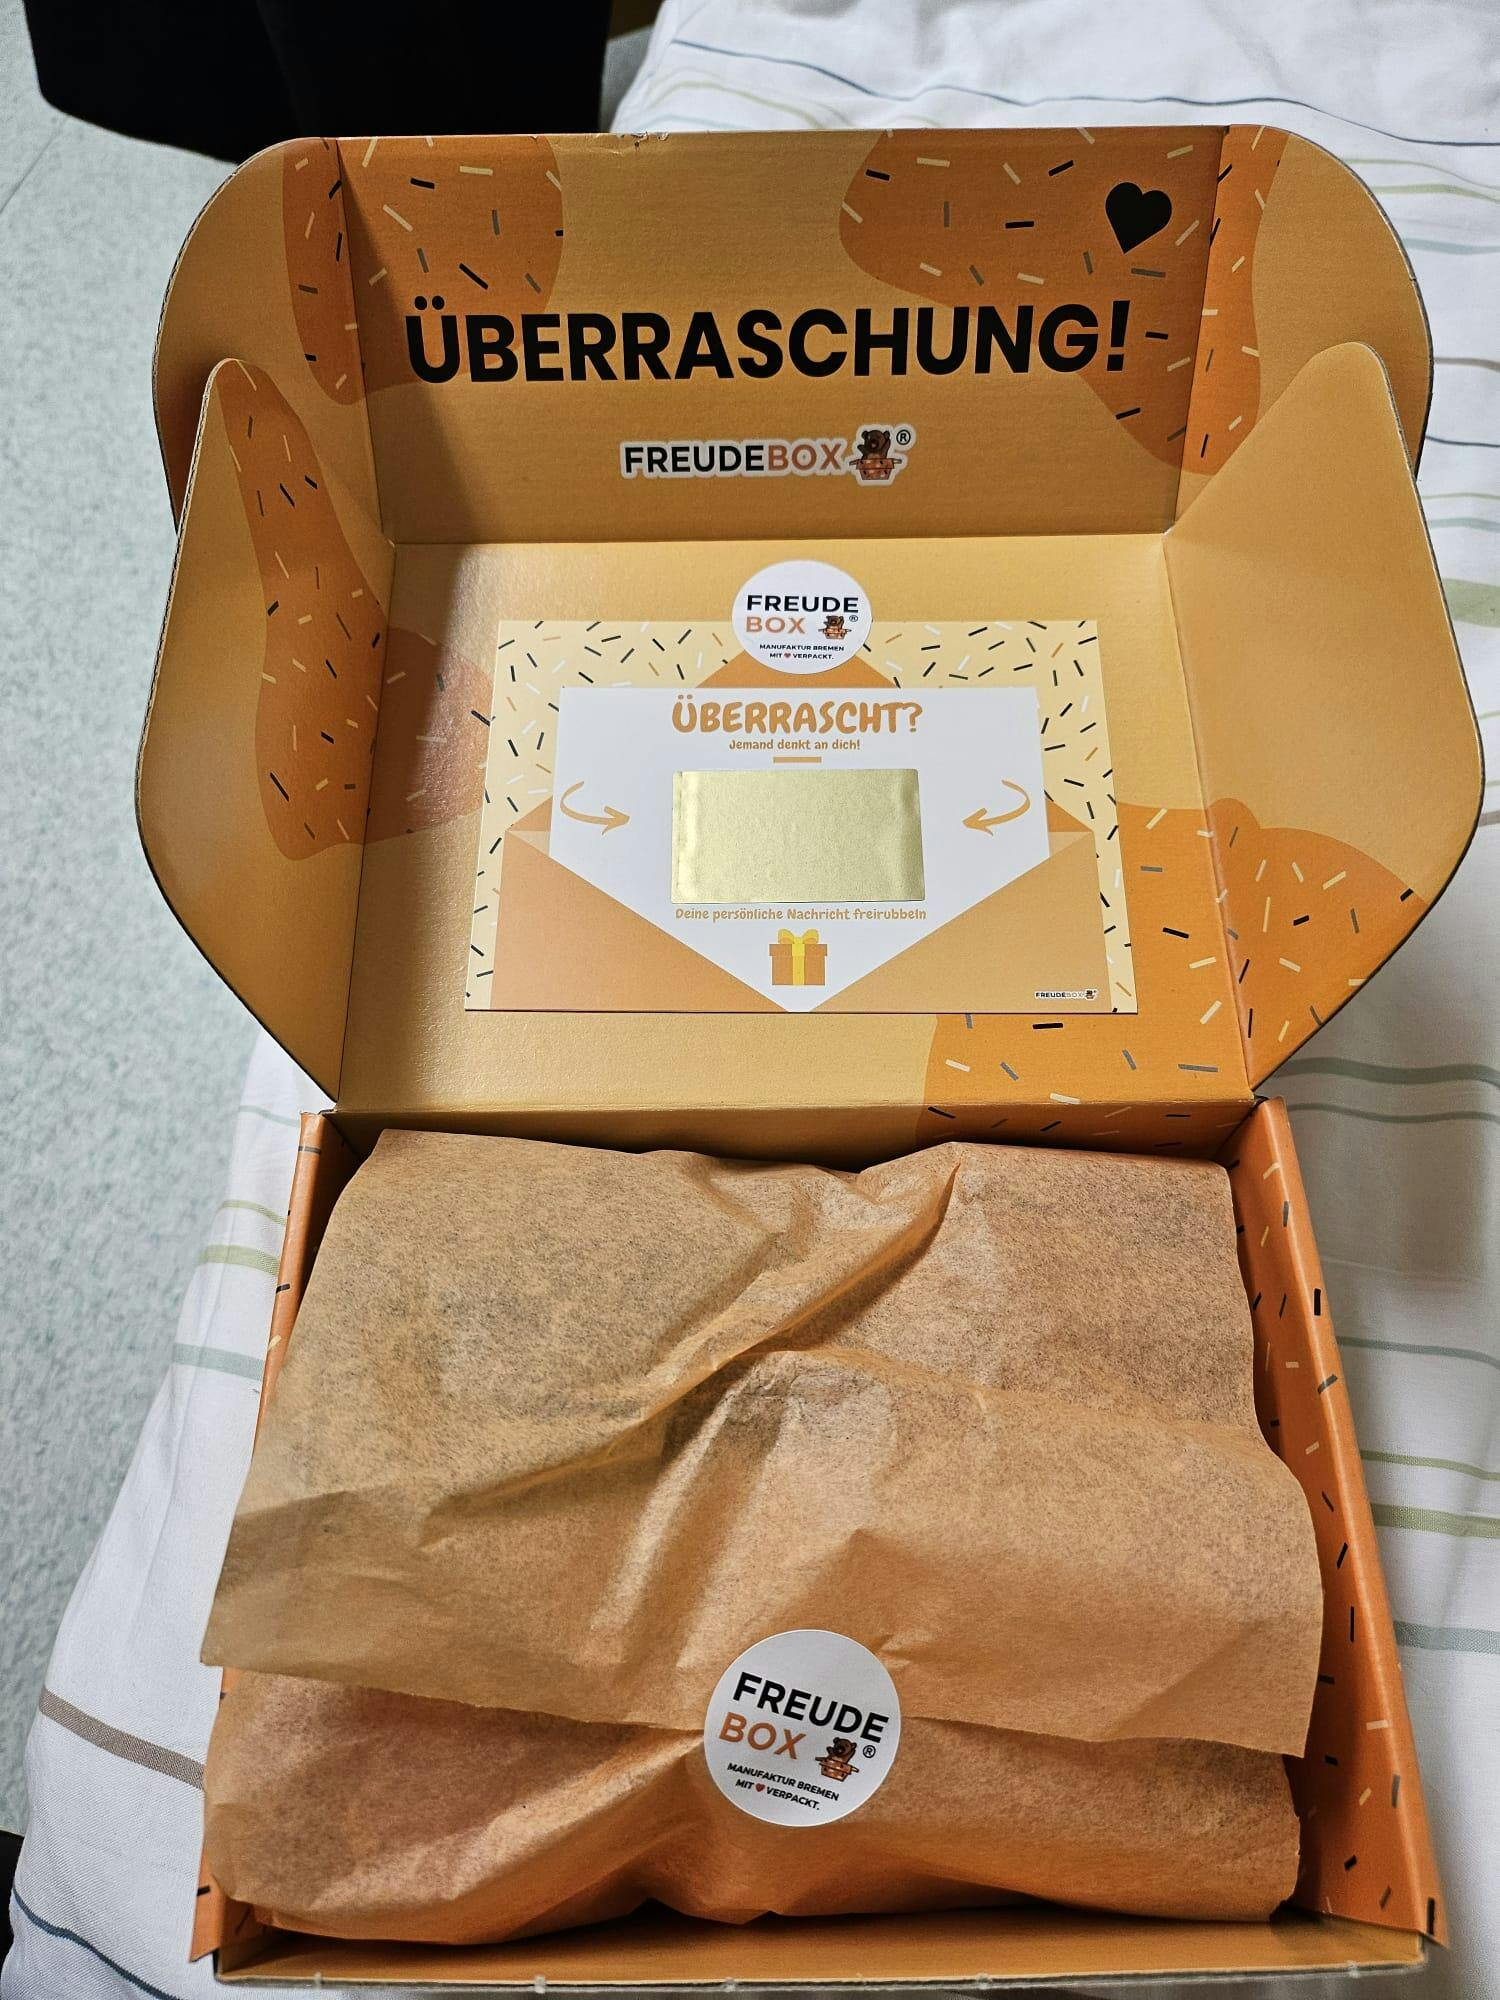 ÜBERRASCHUNG!
FREUDEBOX ®
FREUDE
BOX ®
MANUFAKTUR BREMEN
MIT ❤ VERPACKT.
ÜBERRASCHT?
Jemand denkt an dich!
Deine persönliche Nachricht freirubbeln
FREUDEBOX
FREUDE
BOX ®
MANUFAKTUR BREMEN
MIT ❤ VERPACKT.